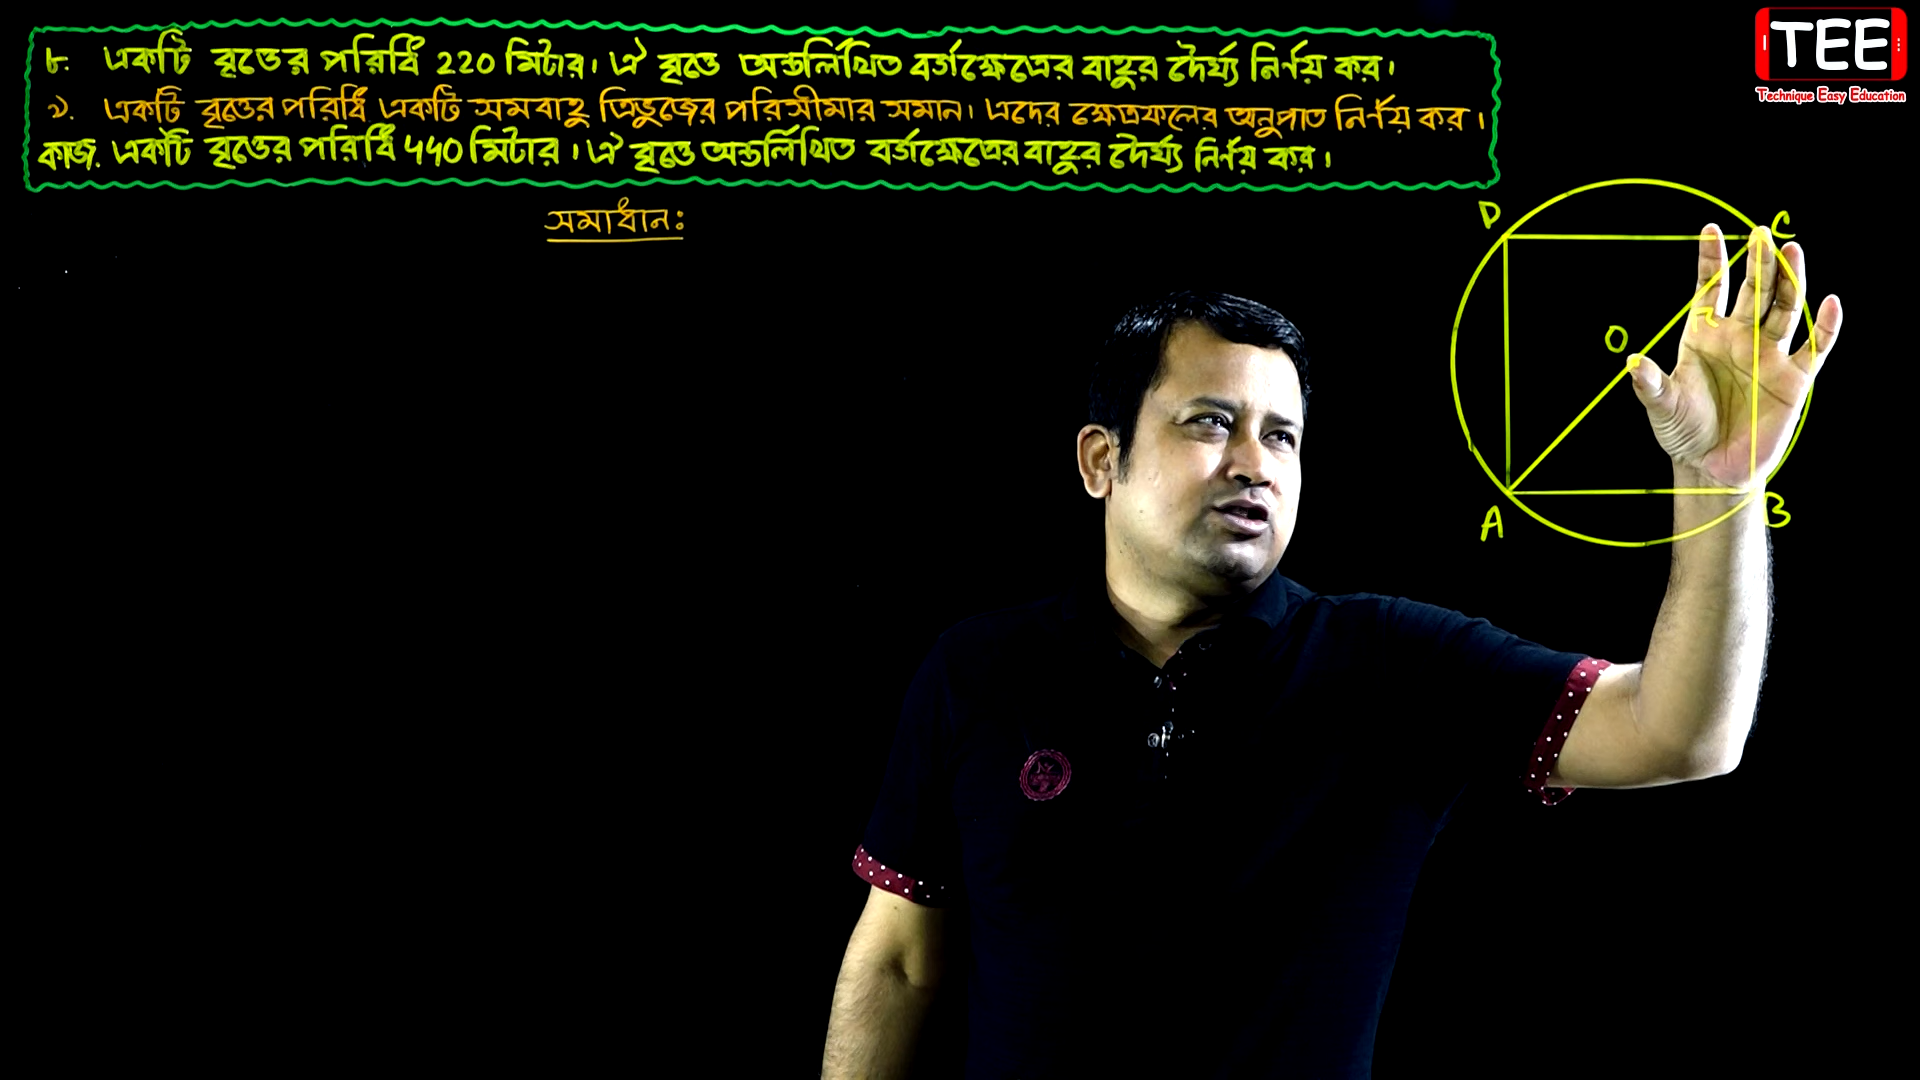 ৮. একটি বৃত্তের পরিধি 220 মিটার। ঐ বৃত্তে অন্তর্লিখিত বর্গক্ষেত্রের বাহুর দৈর্ঘ্য নির্ণয় কর।
৯. একটি বৃত্তের পরিধি একটি সমবাহু ত্রিভুজের পরিসীমার সমান। এদের ক্ষেত্রফলের অনুপাত নির্ণয় কর।
কাজ. একটি বৃত্তের পরিধি 440 মিটার। ঐ বৃত্তে অন্তর্লিখিত বর্গক্ষেত্রের বাহুর দৈর্ঘ্য নির্ণয় কর।
সমাধান:
TEE
Technique Easy Education
D
C
r
O
A
B